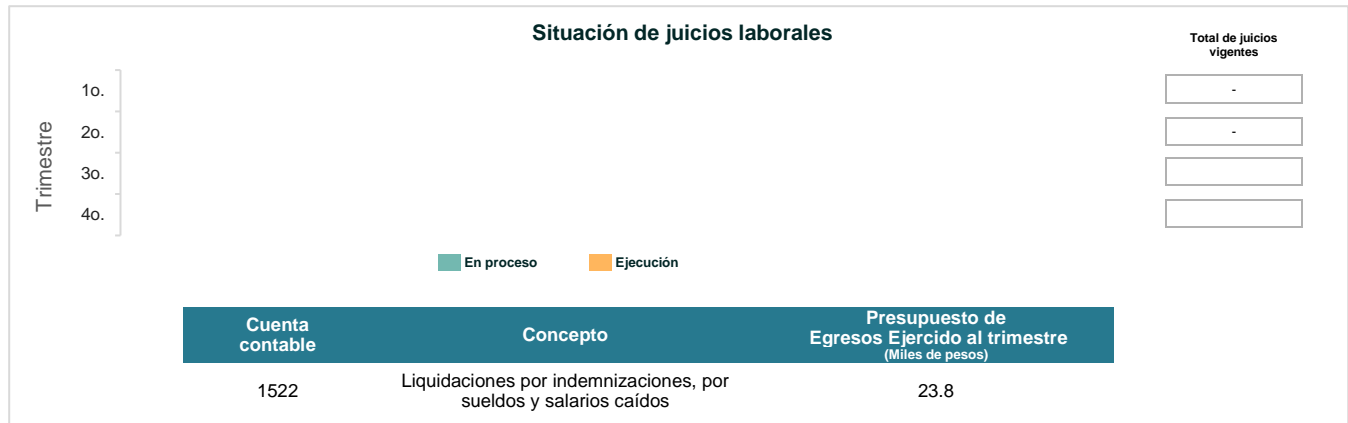 Situación de juicios laborales
Total de juicios
vigentes
Trimestre
1o.
-
2o.
-
3o.
4o.
En proceso
Ejecución
Cuenta
contable
Concepto
Presupuesto de
Egresos Ejercido al trimestre
(Miles de pesos)
1522
Liquidaciones por indemnizaciones, por
sueldos y salarios caídos
23.8